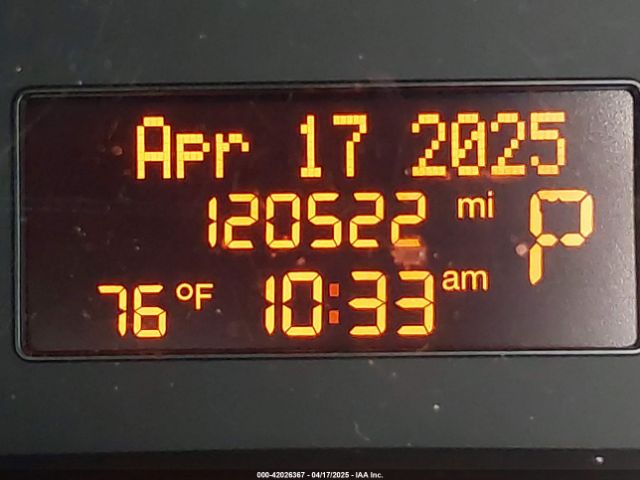 Apr 17 2025
120522 mi P
76 °F 10:33 am
000-42026367 - 04/17/2025 - IAA Inc.